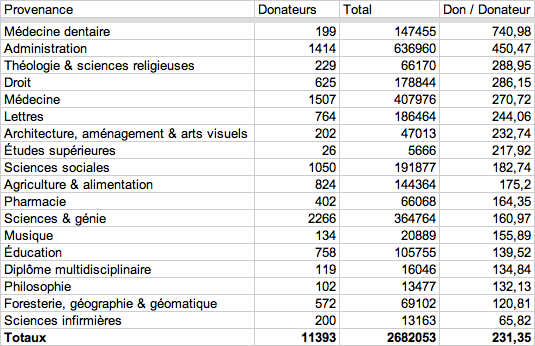 Provenance Donateurs Total Don / Donateur
Médecine dentaire 199 147455 740,98
Administration 1414 636960 450,47
Théologie & sciences religieuses 229 66170 288,95
Droit 625 178844 286,15
Médecine 1507 407976 270,72
Lettres 764 186464 244,06
Architecture, aménagement & arts visuels 202 47013 232,74
Études supérieures 26 5666 217,92
Sciences sociales 1050 191877 182,74
Agriculture & alimentation 824 144364 175,2
Pharmacie 402 66068 164,35
Sciences & génie 2266 364764 160,97
Musique 134 20889 155,89
Éducation 758 105755 139,52
Diplôme multidisciplinaire 119 16046 134,84
Philosophie 102 13477 132,13
Foresterie, géographie & géomatique 572 69102 120,81
Sciences infirmières 200 13163 65,82
Totaux 11393 2682053 231,35